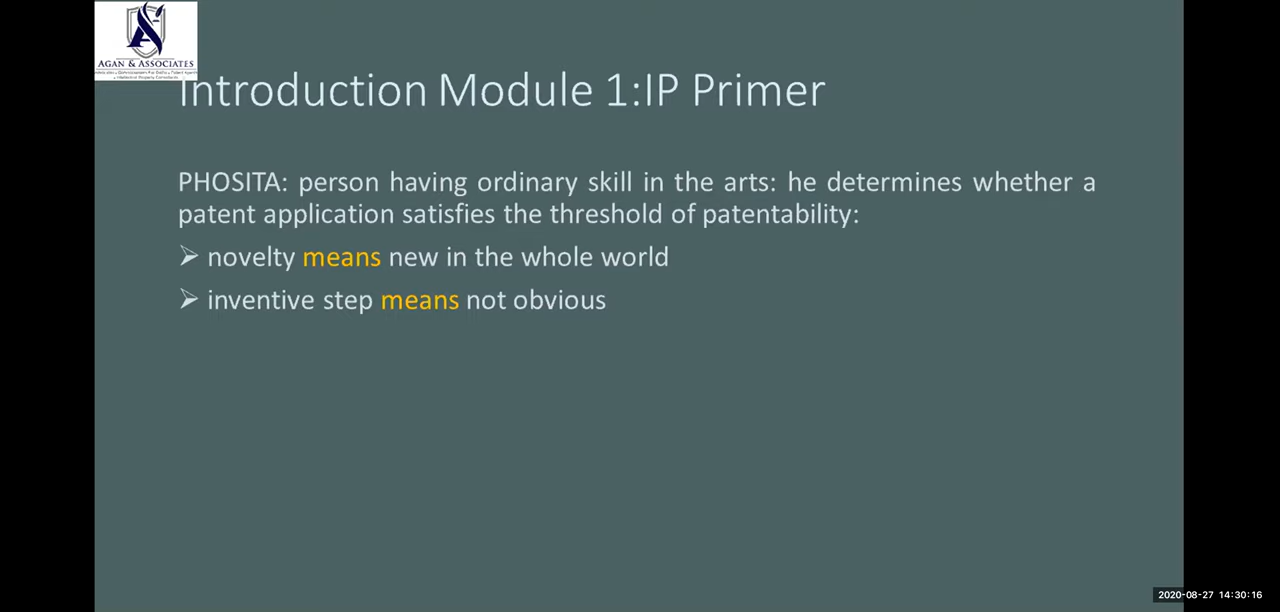 AGAN & ASSOCIATES
Introduction Module 1:IP Primer
PHOSITA: person having ordinary skill in the arts: he determines whether a
patent application satisfies the threshold of patentability:
➢ novelty means new in the whole world
➢ inventive step means not obvious
2020-08-27 14:30:16